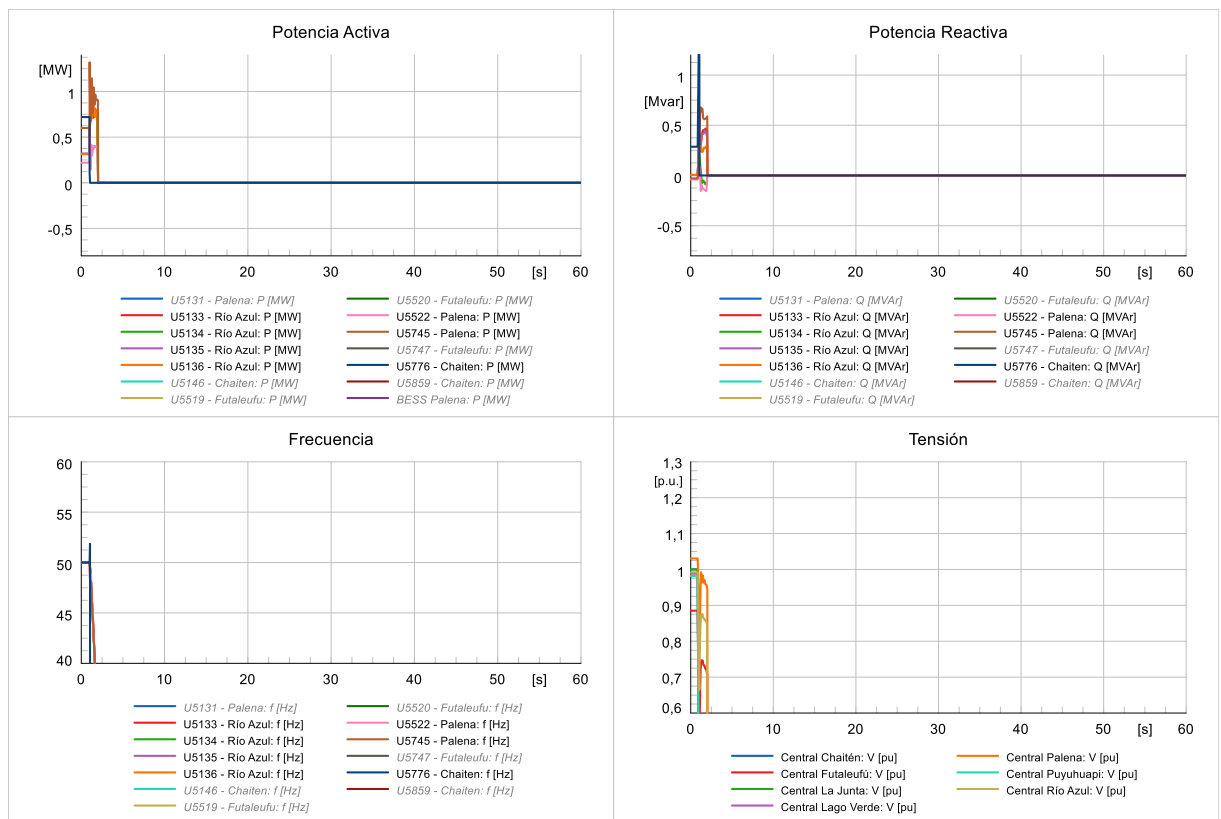 Potencia Activa
[MW]
1
0,5
0
-0,5
0 10 20 30 40 50 [s] 60
U5131 - Palena: P [MW] U5520 - Futaleufu: P [MW]
U5133 - Río Azul: P [MW] U5522 - Palena: P [MW]
U5134 - Río Azul: P [MW] U5745 - Palena: P [MW]
U5135 - Río Azul: P [MW] U5747 - Futaleufu: P [MW]
U5136 - Río Azul: P [MW] U5776 - Chaiten: P [MW]
U5146 - Chaiten: P [MW] U5859 - Chaiten: P [MW]
U5519 - Futaleufu: P [MW] BESS Palena: P [MW]
Potencia Reactiva
1
[Mvar]
0,5
0
-0,5
0 10 20 30 40 50 [s] 60
U5131 - Palena: Q [MVAr] U5520 - Futaleufu: Q [MVAr]
U5133 - Río Azul: Q [MVAr] U5522 - Palena: Q [MVAr]
U5134 - Río Azul: Q [MVAr] U5745 - Palena: Q [MVAr]
U5135 - Río Azul: Q [MVAr] U5747 - Futaleufu: Q [MVAr]
U5136 - Río Azul: Q [MVAr] U5776 - Chaiten: Q [MVAr]
U5146 - Chaiten: Q [MVAr] U5859 - Chaiten: Q [MVAr]
U5519 - Futaleufu: Q [MVAr]
Frecuencia
60
55
50
45
40
0 10 20 30 40 50 [s] 60
U5131 - Palena: f [Hz] U5520 - Futaleufu: f [Hz]
U5133 - Río Azul: f [Hz] U5522 - Palena: f [Hz]
U5134 - Río Azul: f [Hz] U5745 - Palena: f [Hz]
U5135 - Río Azul: f [Hz] U5747 - Futaleufu: f [Hz]
U5136 - Río Azul: f [Hz] U5776 - Chaiten: f [Hz]
U5146 - Chaiten: f [Hz] U5859 - Chaiten: f [Hz]
U5519 - Futaleufu: f [Hz]
Tensión
1,3
[p.u.]
1,2
1,1
1
0,9
0,8
0,7
0,6
0 10 20 30 40 50 [s] 60
Central Chaitén: V [pu] Central Palena: V [pu]
Central Futaleufú: V [pu] Central Puyuhuapi: V [pu]
Central La Junta: V [pu] Central Río Azul: V [pu]
Central Lago Verde: V [pu]